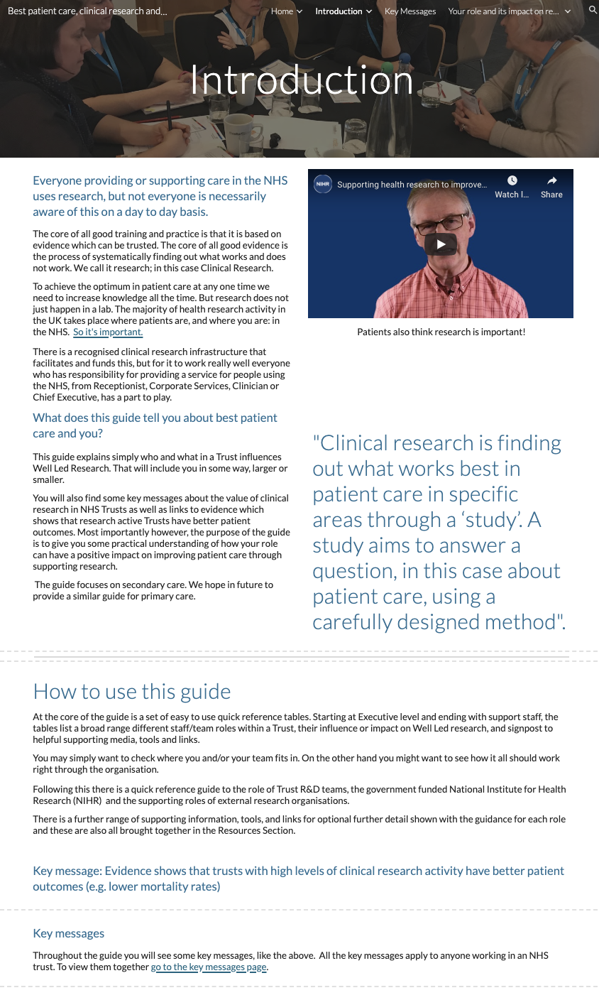 Best patient care, clinical research and...
Home
Introduction
Key Messages
Your role and its impact on re...
Introduction
Everyone providing or supporting care in the NHS
uses research, but not everyone is necessarily
aware of this on a day to day basis.
The core of all good training and practice is that it is based on
evidence which can be trusted. The core of all good evidence is
the process of systematically finding out what works and does
not work. We call it research; in this case Clinical Research.
To achieve the optimum in patient care at any one time we
need to increase knowledge all the time. But research does not
just happen in a lab. The majority of health research activity in
the UK takes place where patients are, and where you are: in
the NHS.  So it's important.
There is a recognised clinical research infrastructure that
facilitates and funds this, but for it to work really well everyone
who has responsibility for providing a service for people using
the NHS, from Receptionist, Corporate Services, Clinician or
Chief Executive, has a part to play.
What does this guide tell you about best patient
care and you?
This guide explains simply who and what in a Trust influences
Well Led Research. That will include you in some way, larger or
smaller.
You will also find some key messages about the value of clinical
research in NHS Trusts as well as links to evidence which
shows that research active Trusts have better patient
outcomes. Most importantly however, the purpose of the guide
is to give you some practical understanding of how your role
can have a positive impact on improving patient care through
supporting research.
The guide focuses on secondary care. We hope in future to
provide a similar guide for primary care.
NIHR
Supporting health research to improve...
Watch l...
Share
Patients also think research is important!
"Clinical research is finding
out what works best in
patient care in specific
areas through a ‘study’. A
study aims to answer a
question, in this case about
patient care, using a
carefully designed method".
How to use this guide
At the core of the guide is a set of easy to use quick reference tables. Starting at Executive level and ending with support staff, the
tables list a broad range different staff/team roles within a Trust, their influence or impact on Well Led research, and signpost to
helpful supporting media, tools and links.
You may simply want to check where you and/or your team fits in. On the other hand you might want to see how it all should work
right through the organisation.
Following this there is a quick reference guide to the role of Trust R&D teams, the government funded National Institute for Health
Research (NIHR)  and the supporting roles of external research organisations.
There is a further range of supporting information, tools, and links for optional further detail shown with the guidance for each role
and these are also all brought together in the Resources Section.
Key message: Evidence shows that trusts with high levels of clinical research activity have better patient
outcomes (e.g. lower mortality rates)
Key messages
Throughout the guide you will see some key messages, like the above.  All the key messages apply to anyone working in an NHS
trust. To view them together go to the key messages page.